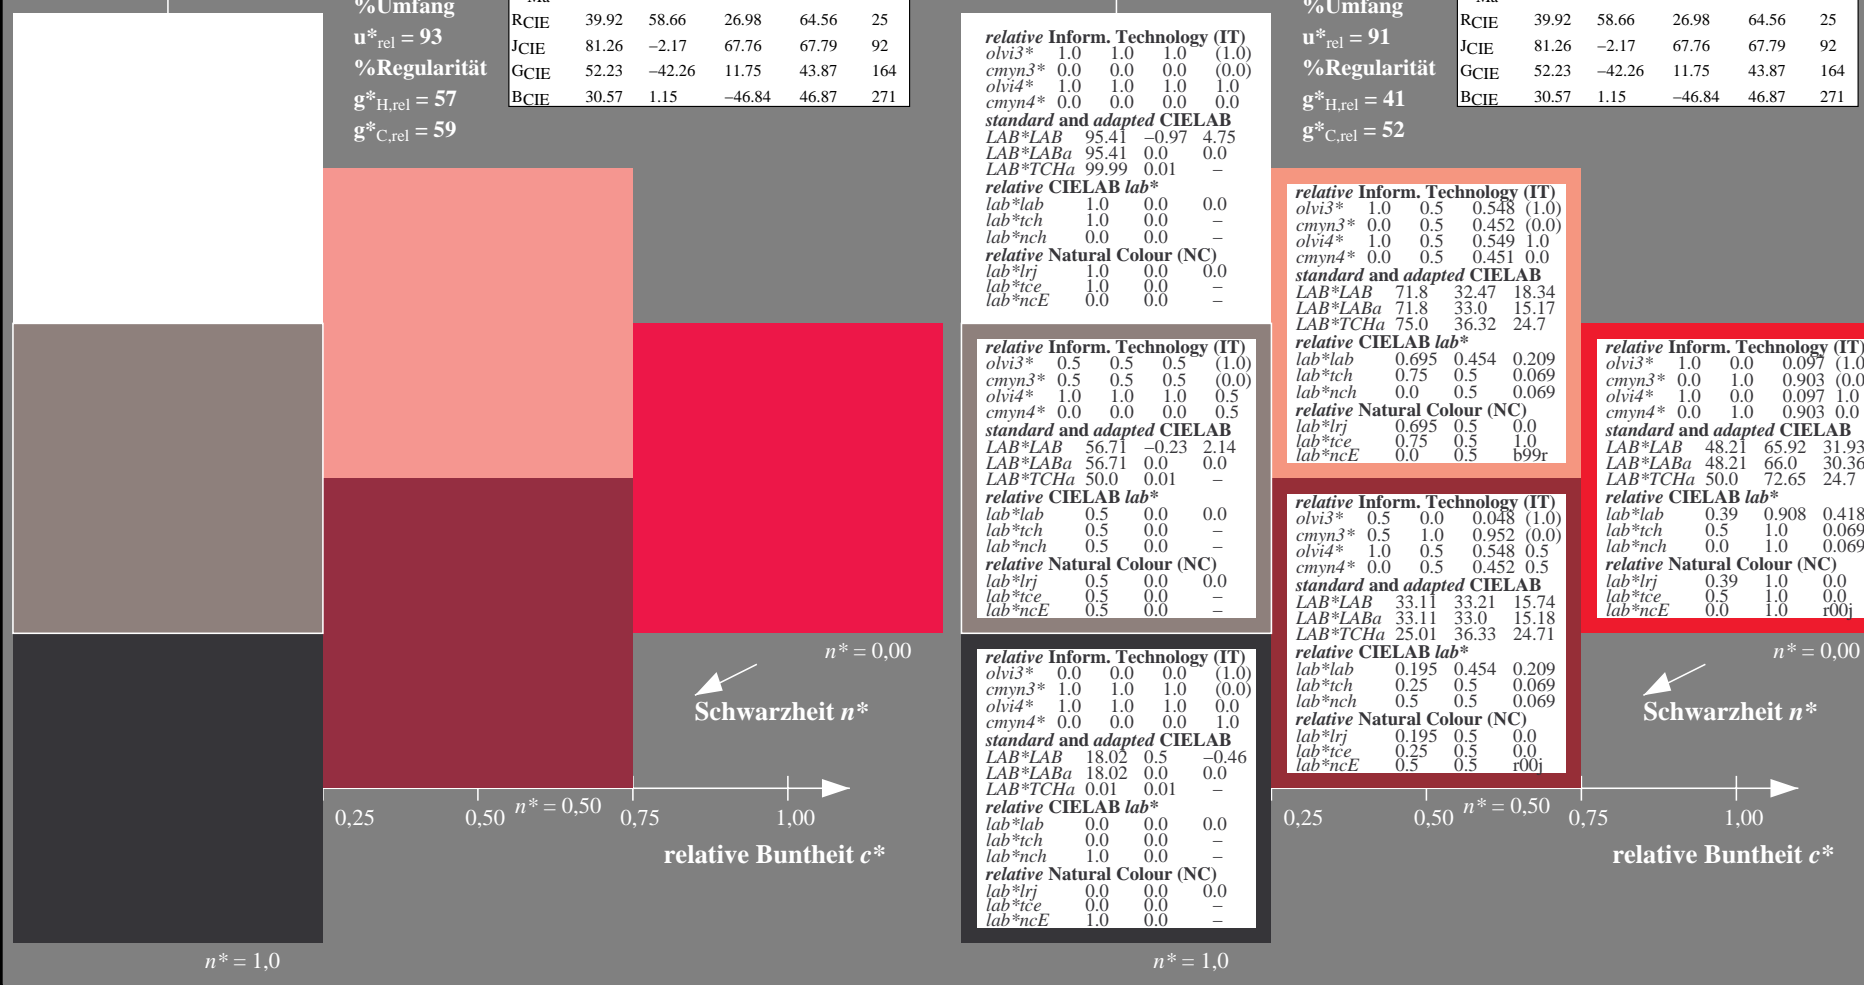 %Umfang
u*rel = 93
%Regularität
g*H,rel = 57
g*C,rel = 59
RCIE 39.92 58.66 26.98 64.56 25
JCIE 81.26 −2.17 67.76 67.79 92
GCIE 52.23 −42.26 11.75 43.87 164
BCIE 30.57 1.15 −46.84 46.87 271
n* = 0,00
Schwarzheit n*
0,25 0,50 n* = 0,50 0,75 1,00
relative Buntheit c*
n* = 1,0
relative Inform. Technology (IT)
olvi3* 1.0 1.0 1.0 (1.0)
cmyn3* 0.0 0.0 0.0 (0.0)
olvi4* 1.0 1.0 1.0 1.0
cmyn4* 0.0 0.0 0.0 0.0
standard and adapted CIELAB
LAB*LAB 95.41 −0.97 4.75
LAB*LABa 95.41 0.0 0.0
LAB*TCHa 99.99 0.01 –
relative CIELAB lab*
lab*lab 1.0 0.0 0.0
lab*tch 1.0 0.0 –
lab*nch 0.0 0.0 –
relative Natural Colour (NC)
lab*lrj 1.0 0.0 0.0
lab*tce 1.0 0.0 –
lab*ncE 0.0 0.0 –
relative Inform. Technology (IT)
olvi3* 0.5 0.5 0.5 (1.0)
cmyn3* 0.5 0.5 0.5 (0.0)
olvi4* 1.0 1.0 1.0 0.5
cmyn4* 0.0 0.0 0.0 0.5
standard and adapted CIELAB
LAB*LAB 56.71 −0.23 2.14
LAB*LABa 56.71 0.0 0.0
LAB*TCHa 50.0 0.01 –
relative CIELAB lab*
lab*lab 0.5 0.0 0.0
lab*tch 0.5 0.0 –
lab*nch 0.5 0.0 –
relative Natural Colour (NC)
lab*lrj 0.5 0.0 0.0
lab*tce 0.5 0.0 –
lab*ncE 0.5 0.0 –
relative Inform. Technology (IT)
olvi3* 0.0 0.0 0.0 (1.0)
cmyn3* 1.0 1.0 1.0 (0.0)
olvi4* 1.0 1.0 1.0 0.0
cmyn4* 0.0 0.0 0.0 1.0
standard and adapted CIELAB
LAB*LAB 18.02 0.5 −0.46
LAB*LABa 18.02 0.0 0.0
LAB*TCHa 0.01 0.01 –
relative CIELAB lab*
lab*lab 0.0 0.0 0.0
lab*tch 0.0 0.0 –
lab*nch 1.0 0.0 –
relative Natural Colour (NC)
lab*lrj 0.0 0.0 0.0
lab*tce 0.0 0.0 –
lab*ncE 1.0 0.0 –
n* = 1,0
%Umfang
u*rel = 91
%Regularität
g*H,rel = 41
g*C,rel = 52
RCIE 39.92 58.66 26.98 64.56 25
JCIE 81.26 −2.17 67.76 67.79 92
GCIE 52.23 −42.26 11.75 43.87 164
BCIE 30.57 1.15 −46.84 46.87 271
relative Inform. Technology (IT)
olvi3* 1.0 0.5 0.548 (1.0)
cmyn3* 0.0 0.5 0.452 (0.0)
olvi4* 1.0 0.5 0.549 1.0
cmyn4* 0.0 0.5 0.451 0.0
standard and adapted CIELAB
LAB*LAB 71.8 32.47 18.34
LAB*LABa 71.8 33.0 15.17
LAB*TCHa 75.0 36.32 24.7
relative CIELAB lab*
lab*lab 0.695 0.454 0.209
lab*tch 0.75 0.5 0.069
lab*nch 0.0 0.5 0.069
relative Natural Colour (NC)
lab*lrj 0.695 0.5 0.0
lab*tce 0.75 0.5 1.0
lab*ncE 0.0 0.5 b99r
relative Inform. Technology (IT)
olvi3* 0.5 0.0 0.048 (1.0)
cmyn3* 0.5 1.0 0.952 (0.0)
olvi4* 1.0 0.5 0.548 0.5
cmyn4* 0.0 0.5 0.452 0.5
standard and adapted CIELAB
LAB*LAB 33.11 33.21 15.74
LAB*LABa 33.11 33.0 15.18
LAB*TCHa 25.01 36.33 24.71
relative CIELAB lab*
lab*lab 0.195 0.454 0.209
lab*tch 0.25 0.5 0.069
lab*nch 0.5 0.5 0.069
relative Natural Colour (NC)
lab*lrj 0.195 0.5 0.0
lab*tce 0.25 0.5 0.0
lab*ncE 0.5 0.5 r00j
relative Inform. Technology (IT)
olvi3* 1.0 0.0 0.097 (1.0
cmyn3* 0.0 1.0 0.903 (0.0
olvi4* 1.0 0.0 0.097 1.0
cmyn4* 0.0 1.0 0.903 0.0
standard and adapted CIELAB
LAB*LAB 48.21 65.92 31.93
LAB*LABa 48.21 66.0 30.36
LAB*TCHa 50.0 72.65 24.7
relative CIELAB lab*
lab*lab 0.39 0.908 0.418
lab*tch 0.5 1.0 0.069
lab*nch 0.0 1.0 0.069
relative Natural Colour (NC)
lab*lrj 0.39 1.0 0.0
lab*tce 0.5 1.0 0.0
lab*ncE 0.0 1.0 r00j
n* = 0,00
Schwarzheit n*
0,25 0,50 n* = 0,50 0,75 1,00
relative Buntheit c*